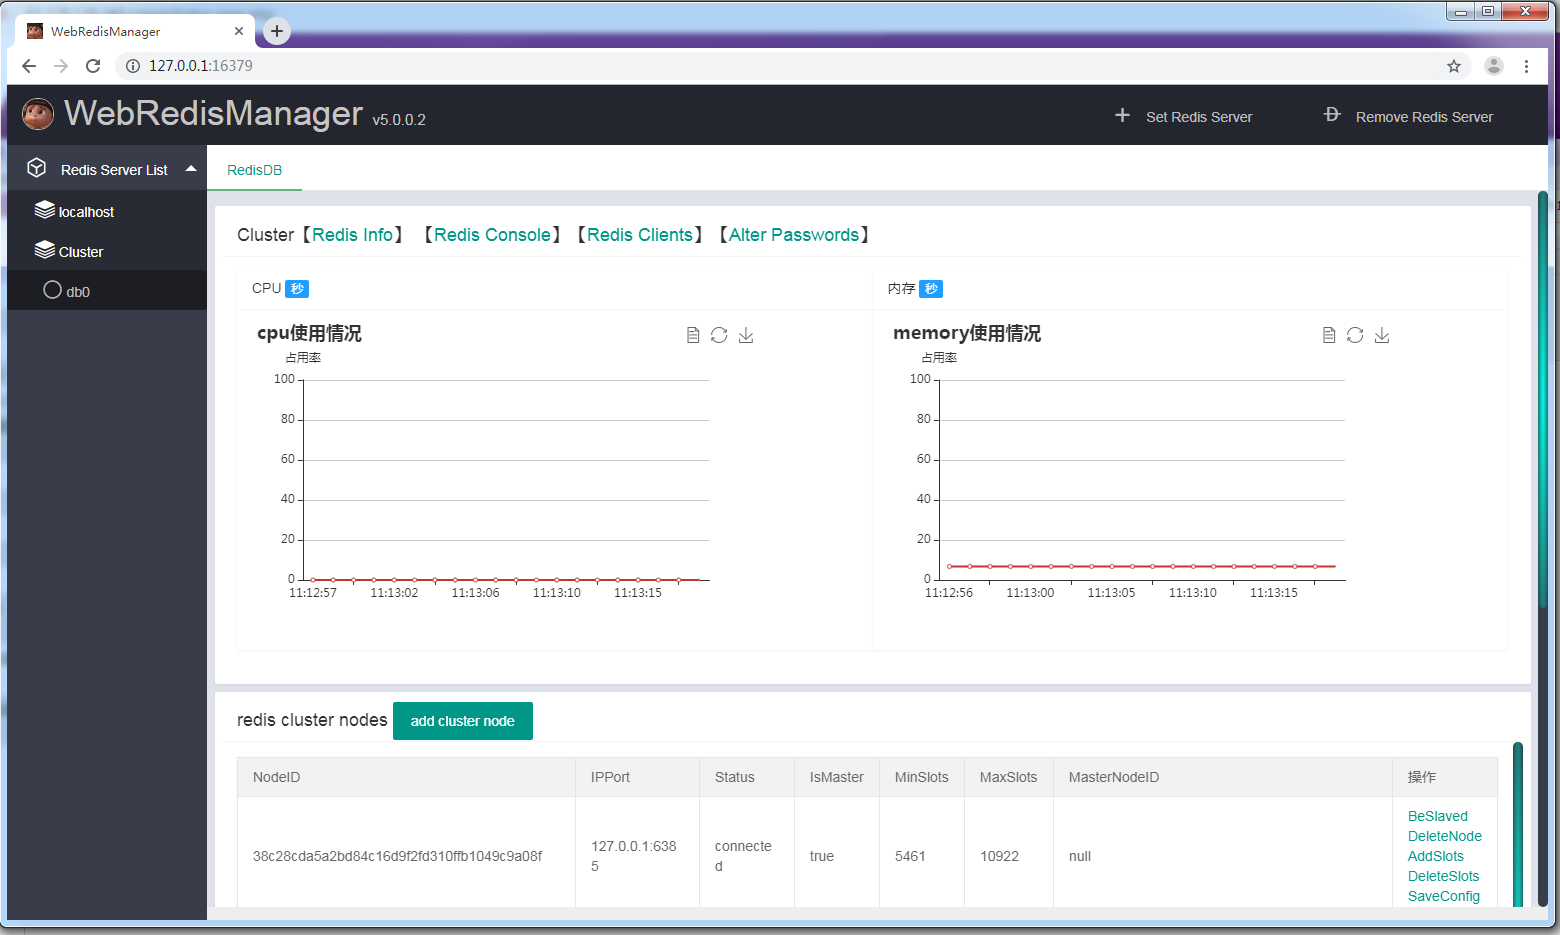 WebRedisManager
127.0.0.1:16379
WebRedisManager v5.0.0.2
Set Redis Server
Remove Redis Server
Redis Server List
localhost
Cluster
db0
RedisDB
Cluster【Redis Info】 【Redis Console】 【Redis Clients】 【Alter Passwords】
CPU 秒
cpu使用情况
占用率
100
80
60
40
20
0
11:12:57 11:13:02 11:13:06 11:13:10 11:13:15
内存 秒
memory使用情况
占用率
100
80
60
40
20
0
11:12:56 11:13:00 11:13:05 11:13:10 11:13:15
redis cluster nodes add cluster node
NodeID IPPort Status IsMaster MinSlots MaxSlots MasterNodeID 操作
38c28cda5a2bd84c16d9f2fd310ffb1049c9a08f
127.0.0.1:638
5
connecte
d
true
5461
10922
null
BeSlaved
DeleteNode
AddSlots
DeleteSlots
SaveConfig